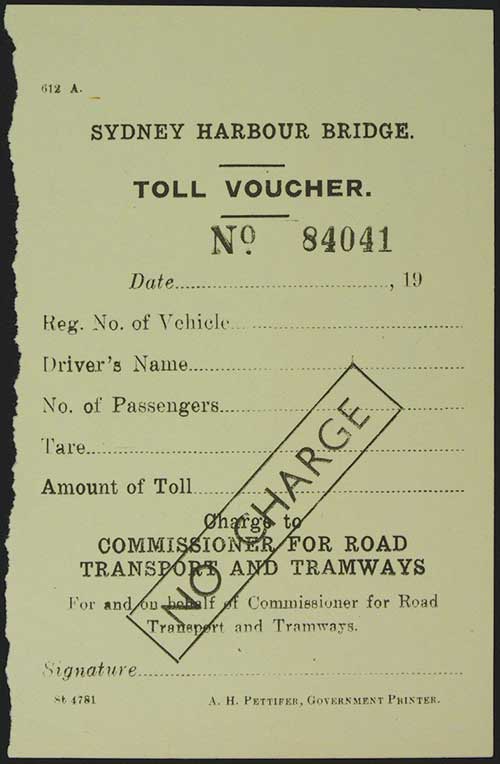 612 A.
SYDNEY HARBOUR BRIDGE.
TOLL VOUCHER.
No. 84041
Date........................................, 19
Reg. No. of Vehicle........................................
Driver's Name........................................
No. of Passengers........................................
Tare........................................
Amount of Toll........................................
Charge to
COMMISSIONER FOR ROAD
TRANSPORT AND TRAMWAYS
For and on behalf of Commissioner for Road
Transport and Tramways.
Signature........................................
St 4781 A. H. PETTIFER, GOVERNMENT PRINTER.
NO CHARGE